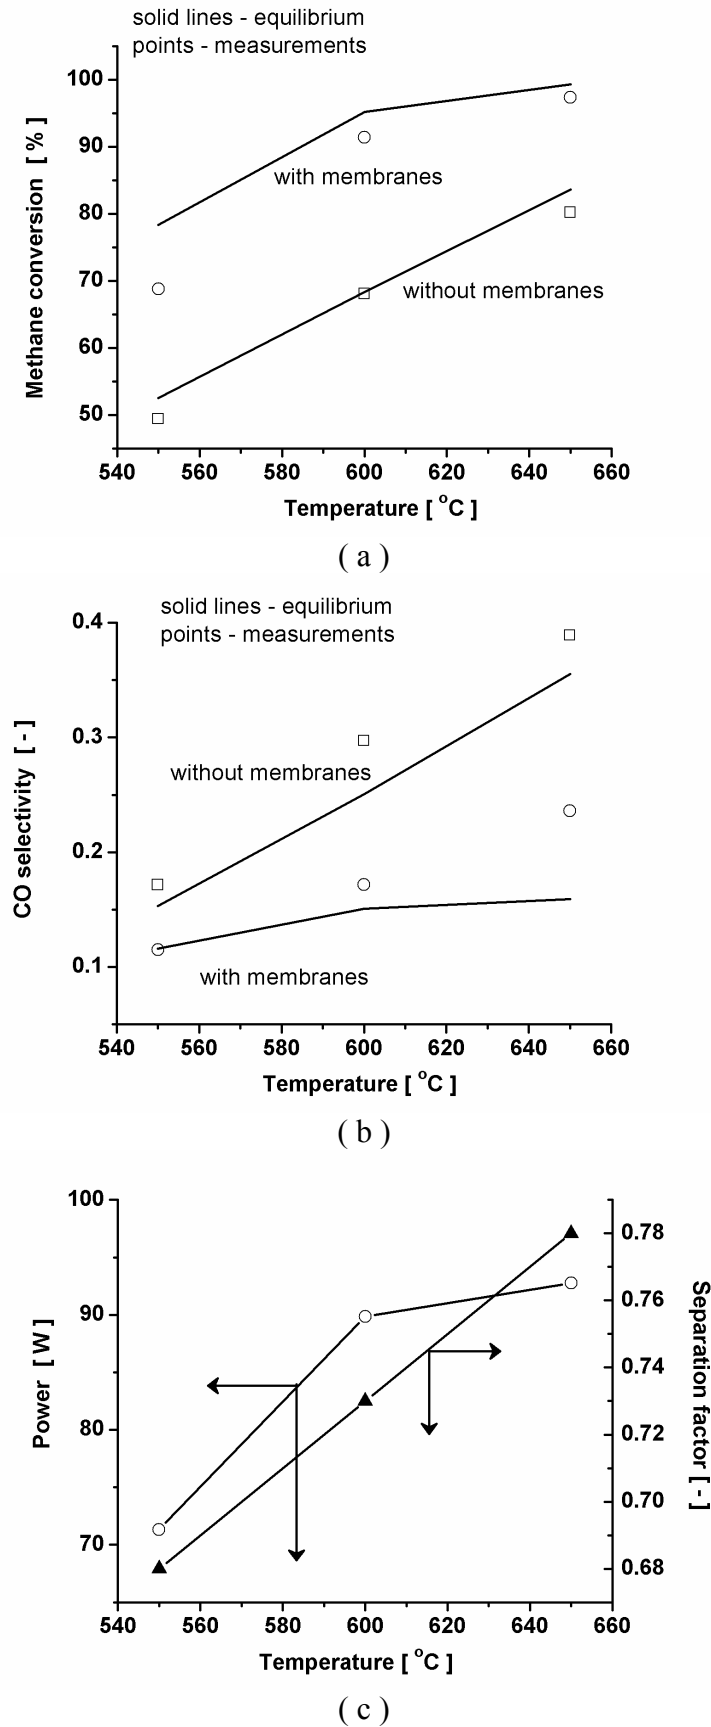 solid lines - equilibrium
points - measurements
100
90
80
70
60
50
Methane conversion [ % ]
with membranes
without membranes
540 560 580 600 620 640 660
Temperature [ °C ]
( a )
solid lines - equilibrium
points - measurements
0.4
0.3
0.2
0.1
CO selectivity [ - ]
without membranes
with membranes
540 560 580 600 620 640 660
Temperature [ °C ]
( b )
100
90
80
70
Power [ W ]
0.78
0.76
0.74
0.72
0.70
0.68
Separation factor [ - ]
540 560 580 600 620 640 660
Temperature [ °C ]
( c )